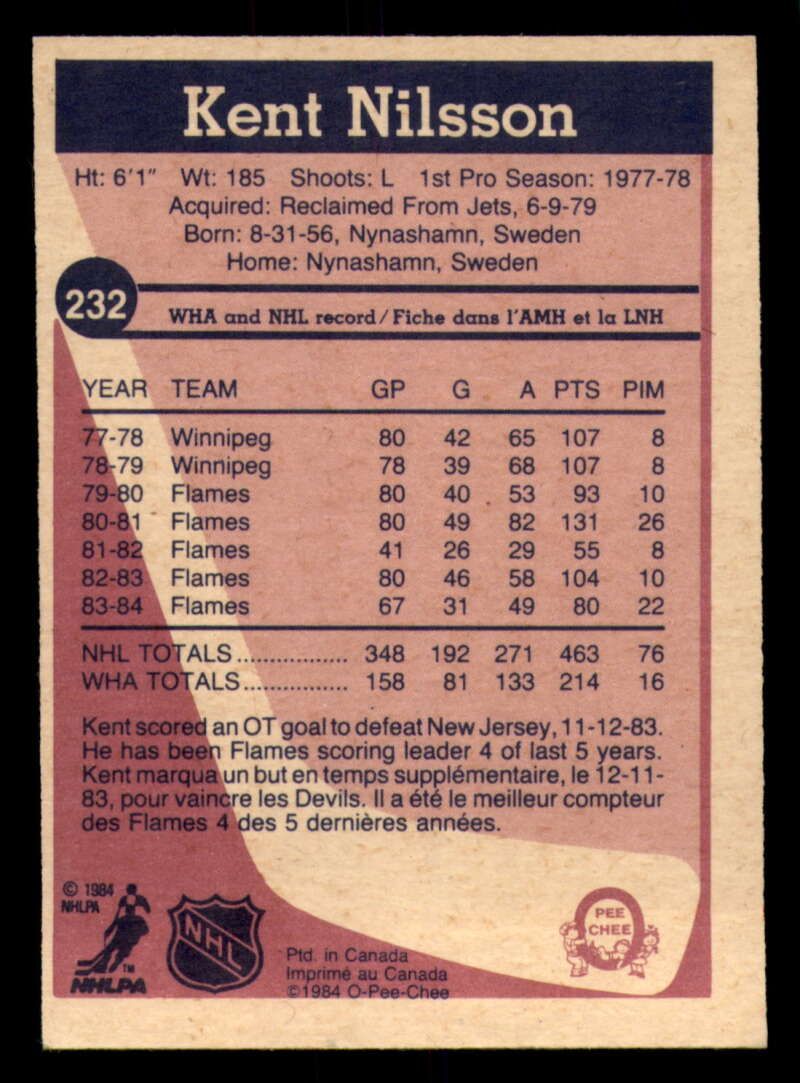 Kent Nilsson
Ht: 6'1" Wt: 185 Shoots: L 1st Pro Season: 1977-78
Acquired: Reclaimed From Jets, 6-9-79
Born: 8-31-56, Nynashamn, Sweden
Home: Nynashamn, Sweden
232
WHA and NHL record/Fiche dans l'AMH et la LNH
YEAR TEAM GP G A PTS PIM
77-78 Winnipeg 80 42 65 107 8
78-79 Winnipeg 78 39 68 107 8
79-80 Flames 80 40 53 93 10
80-81 Flames 80 49 82 131 26
81-82 Flames 41 26 29 55 8
82-83 Flames 80 46 58 104 10
83-84 Flames 67 31 49 80 22
NHL TOTALS................. 348 192 271 463 76
WHA TOTALS................ 158 81 133 214 16
Kent scored an OT goal to defeat New Jersey, 11-12-83.
He has been Flames scoring leader 4 of last 5 years.
Kent marqua un but en temps supplémentaire, le 12-11-
83, pour vaincre les Devils. Il a été le meilleur compteur
des Flames 4 des 5 dernières années.
© 1984
NHLPA
TM
NHLPA
NHL
Ptd. in Canada
Imprimé au Canada
©1984 O-Pee-Chee
PEE
CHEE